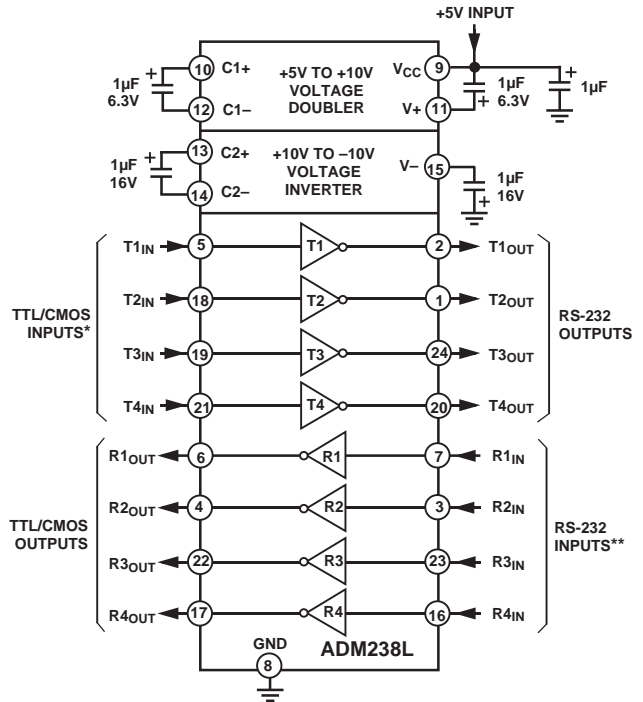 +5V INPUT
10 C1+ +5V TO +10V VOLTAGE DOUBLER VCC 9
1µF 6.3V
12 C1– V+ 11
1µF 6.3V
1µF
13 C2+ +10V TO –10V VOLTAGE INVERTER V– 15
1µF 16V
14 C2–
1µF 16V
T1IN 5 T1 2 T1OUT
T2IN 18 T2 1 T2OUT
TTL/CMOS INPUTS*
RS-232 OUTPUTS
T3IN 19 T3 24 T3OUT
T4IN 21 T4 20 T4OUT
R1OUT 6 R1 7 R1IN
R2OUT 4 R2 3 R2IN
TTL/CMOS OUTPUTS
RS-232 INPUTS**
R3OUT 22 R3 23 R3IN
R4OUT 17 R4 16 R4IN
GND ADM238L
8
+
+
+
+
+